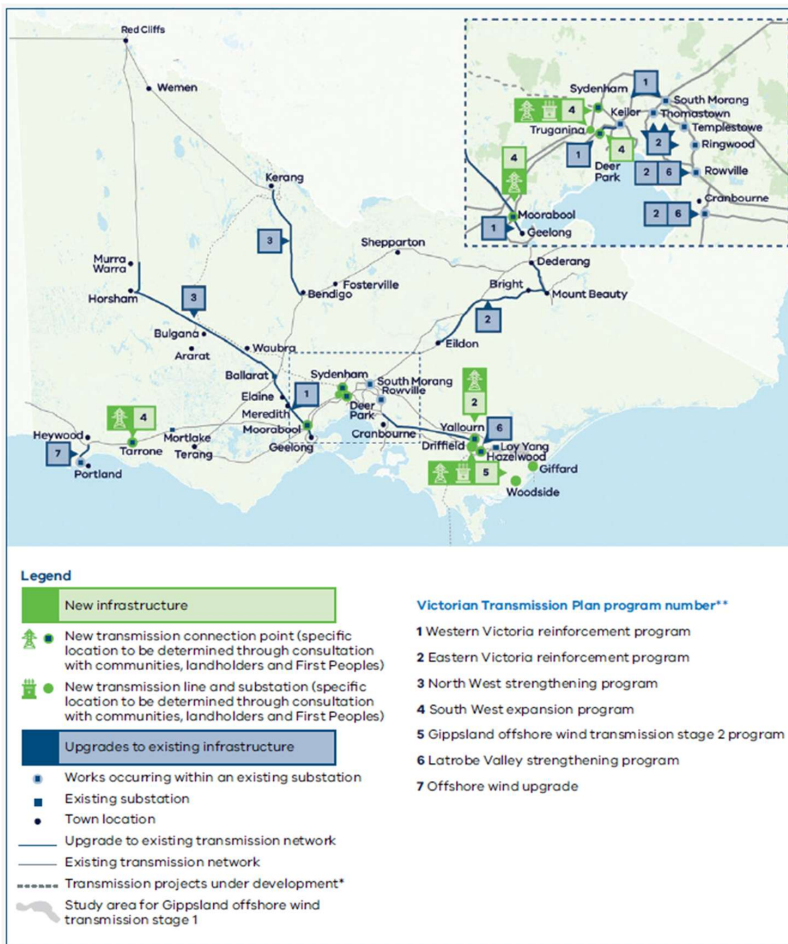 Red Cliffs
Wemen
Kerang
3
Shepparton
Murra
Warra
Horsham
3
Bendigo
Fosterville
Dederang
Bright
Mount Beauty
2
Eildon
Bulgana
Ararat
Waubra
Ballarat
Elaine
Meredith
1
Moorabool
Geelong
Sydenham
South Morang
Rowville
Deer
Park
Cranbourne
2
Yallourn
6
Driffield
Loy Yang
Hazelwood
5
Giffard
Woodside
4
Heywood
7
Tarrone
Mortlake
Terang
Portland
1
Sydenham
4
Keilor
South Morang
Thomastown
Templestowe
Truganina
2
Ringwood
4
1
4
Deer
Park
2 6
Rowville
Cranbourne
2 6
Moorabool
1
Geelong
Legend
New infrastructure
New transmission connection point (specific
location to be determined through consultation
with communities, landholders and First Peoples)
New transmission line and substation (specific
location to be determined through consultation
with communities, landholders and First Peoples)
Upgrades to existing infrastructure
Works occurring within an existing substation
Existing substation
Town location
Upgrade to existing transmission network
Existing transmission network
Transmission projects under development*
Study area for Gippsland offshore wind
transmission stage 1
Victorian Transmission Plan program number**
1 Western Victoria reinforcement program
2 Eastern Victoria reinforcement program
3 North West strengthening program
4 South West expansion program
5 Gippsland offshore wind transmission stage 2 program
6 Latrobe Valley strengthening program
7 Offshore wind upgrade